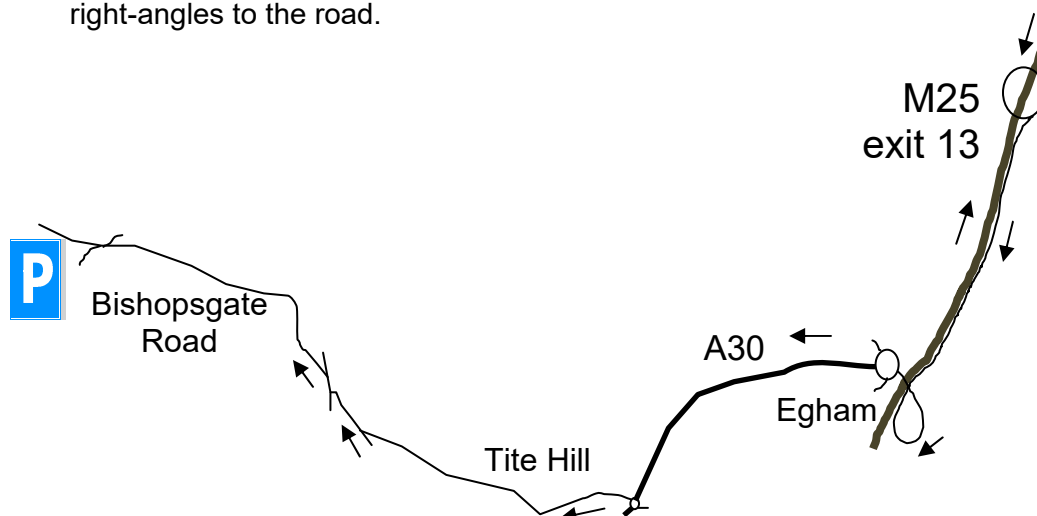 right-angles to the road.
M25
exit 13
P
Bishopsgate
Road
A30
Egham
Tite Hill